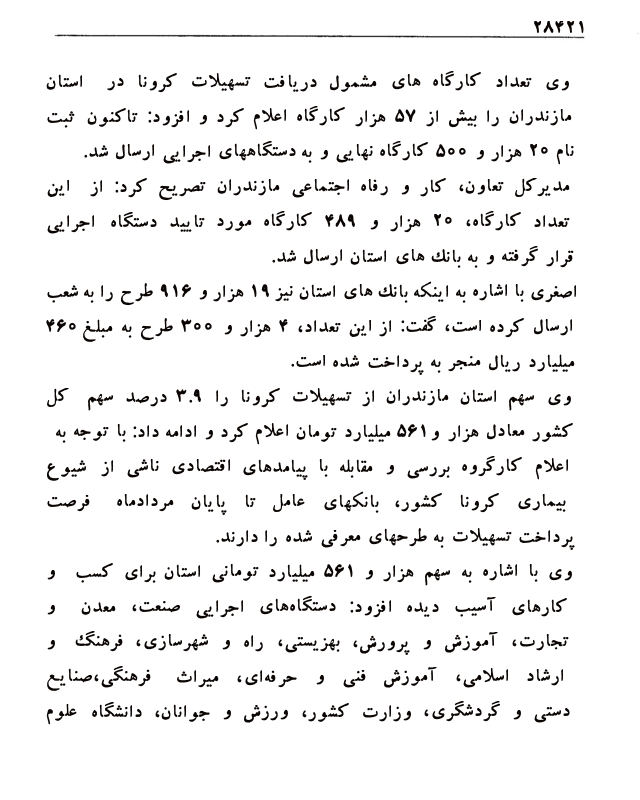 ۲۸۴۲۱
وی تعداد کارگاه های مشمول دریافت تسهیلات کرونا در استان
مازندران را بیش از ۵۷ هزار کارگاه اعلام کرد و افزود: تاکنون ثبت
نام ۲۰ هزار و ۵۰۰ کارگاه نهایی و به دستگاههای اجرایی ارسال شد.
مدیرکل تعاون، کار و رفاه اجتماعی مازندران تصریح کرد: از این
تعداد کارگاه، ۲۰ هزار و ۴۸۹ کارگاه مورد تایید دستگاه اجرایی
قرار گرفته و به بانك های استان ارسال شد.
اصغری با اشاره به اینکه بانك های استان نیز ۱۹ هزار و ۹۱۶ طرح را به شعب
ارسال کرده است، گفت: از این تعداد، ۴ هزار و ۳۰۰ طرح به مبلغ ۴۶۰
میلیارد ریال منجر به پرداخت شده است.
وی سهم استان مازندران از تسهیلات کرونا را ۳.۹ درصد سهم کل
کشور معادل هزار و ۵۶۱ میلیارد تومان اعلام کرد و ادامه داد: با توجه به
اعلام کارگروه بررسی و مقابله با پیامدهای اقتصادی ناشی از شیوع
بیماری کرونا کشور، بانکهای عامل تا پایان مردادماه فرصت
پرداخت تسهیلات به طرحهای معرفی شده را دارند.
وی با اشاره به سهم هزار و ۵۶۱ میلیارد تومانی استان برای کسب و
کارهای آسیب دیده افزود: دستگاه‌های اجرایی صنعت، معدن و
تجارت، آموزش و پرورش، بهزیستی، راه و شهرسازی، فرهنگ و
ارشاد اسلامی، آموزش فنی و حرفه‌ای، میراث فرهنگی،صنایع
دستی و گردشگری، وزارت کشور، ورزش و جوانان، دانشگاه علوم